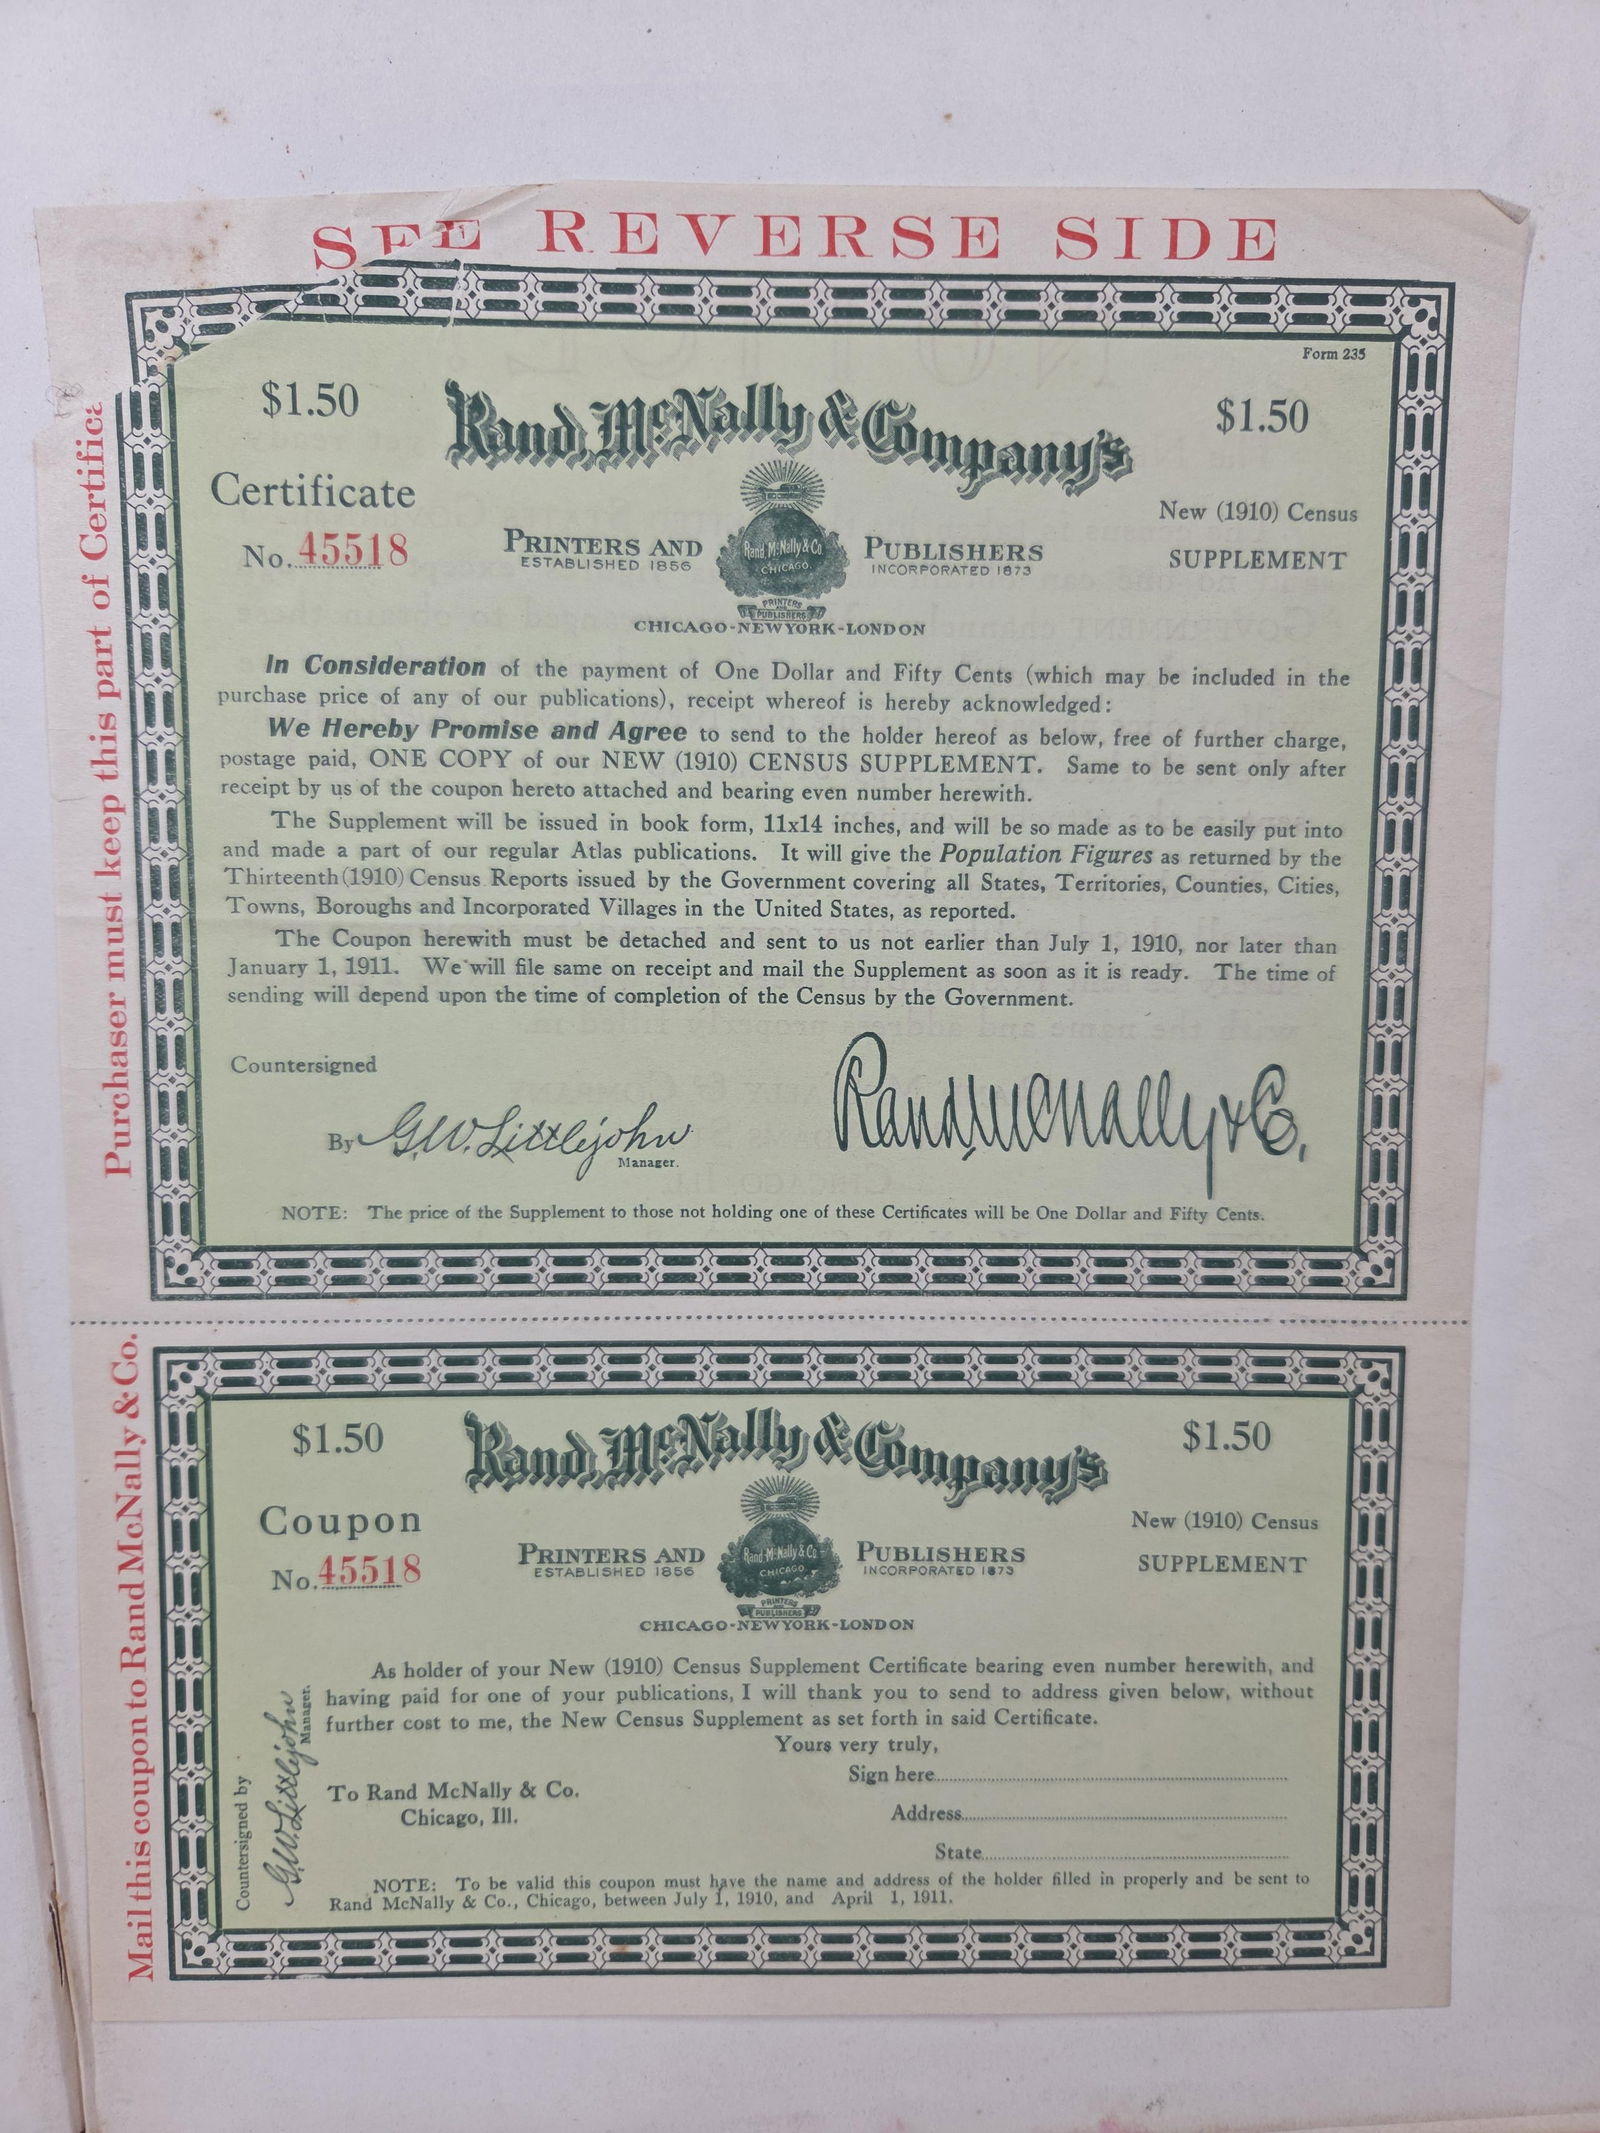 SEE REVERSE SIDE
Purchaser must keep this part of Certifica
Form 235
$1.50
Rand, McNally & Company's
$1.50
Certificate
No. 45518
PRINTERS AND
ESTABLISHED 1856
Rand McNally & Co.
CHICAGO.
PRINTERS
AND
PUBLISHERS
PUBLISHERS
INCORPORATED 1873
CHICAGO-NEW YORK-LONDON
New (1910) Census
SUPPLEMENT
In Consideration of the payment of One Dollar and Fifty Cents (which may be included in the
purchase price of any of our publications), receipt whereof is hereby acknowledged:
We Hereby Promise and Agree to send to the holder hereof as below, free of further charge,
postage paid, ONE COPY of our NEW (1910) CENSUS SUPPLEMENT. Same to be sent only after
receipt by us of the coupon hereto attached and bearing even number herewith.
The Supplement will be issued in book form, 11x14 inches, and will be so made as to be easily put into
and made a part of our regular Atlas publications. It will give the Population Figures as returned by the
Thirteenth (1910) Census Reports issued by the Government covering all States, Territories, Counties, Cities,
Towns, Boroughs and Incorporated Villages in the United States, as reported.
The Coupon herewith must be detached and sent to us not earlier than July 1, 1910, nor later than
January 1, 1911. We will file same on receipt and mail the Supplement as soon as it is ready. The time of
sending will depend upon the time of completion of the Census by the Government.
Countersigned
By G.W. Littlejohn
Manager.
Rand, McNally & Co.
NOTE: The price of the Supplement to those not holding one of these Certificates will be One Dollar and Fifty Cents.
Mail this coupon to Rand McNally & Co.
$1.50
Rand, McNally & Company's
$1.50
Coupon
No. 45518
PRINTERS AND
ESTABLISHED 1856
Rand McNally & Co
CHICAGO
PRINTERS
AND
PUBLISHERS
PUBLISHERS
INCORPORATED 1873
CHICAGO-NEW YORK-LONDON
New (1910) Census
SUPPLEMENT
As holder of your New (1910) Census Supplement Certificate bearing even number herewith, and
having paid for one of your publications, I will thank you to send to address given below, without
further cost to me, the New Census Supplement as set forth in said Certificate.
Yours very truly,
Countersigned by
G.W. Littlejohn
Manager.
To Rand McNally & Co.
Chicago, Ill.
Sign here
Address
State
NOTE: To be valid this coupon must have the name and address of the holder filled in properly and be sent to
Rand McNally & Co., Chicago, between July 1, 1910, and April 1, 1911.